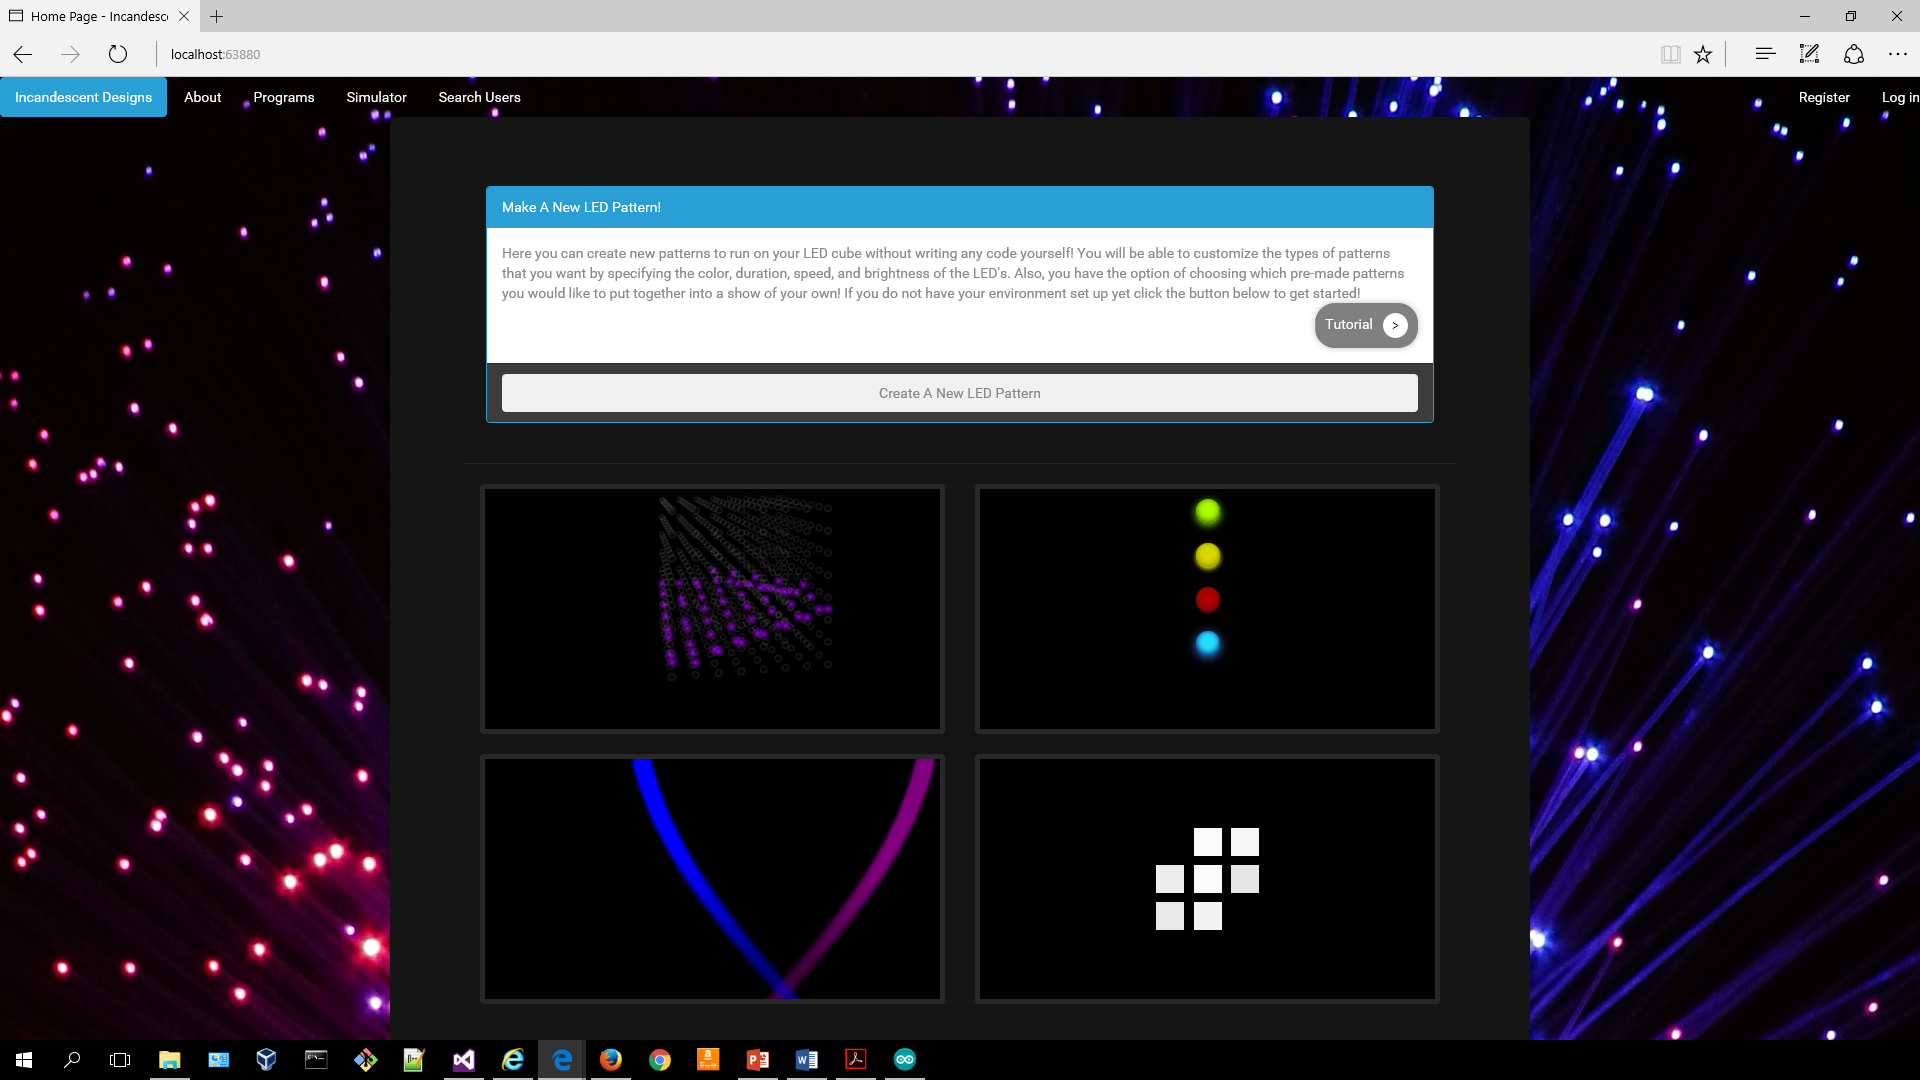 Home Page - Incandesc
localhost:63880
Incandescent Designs About Programs Simulator Search Users Register Log in
Make A New LED Pattern!
Here you can create new patterns to run on your LED cube without writing any code yourself! You will be able to customize the types of patterns
that you want by specifying the color, duration, speed, and brightness of the LED's. Also, you have the option of choosing which pre-made patterns
you would like to put together into a show of your own! If you do not have your environment set up yet click the button below to get started!
Tutorial >
Create A New LED Pattern